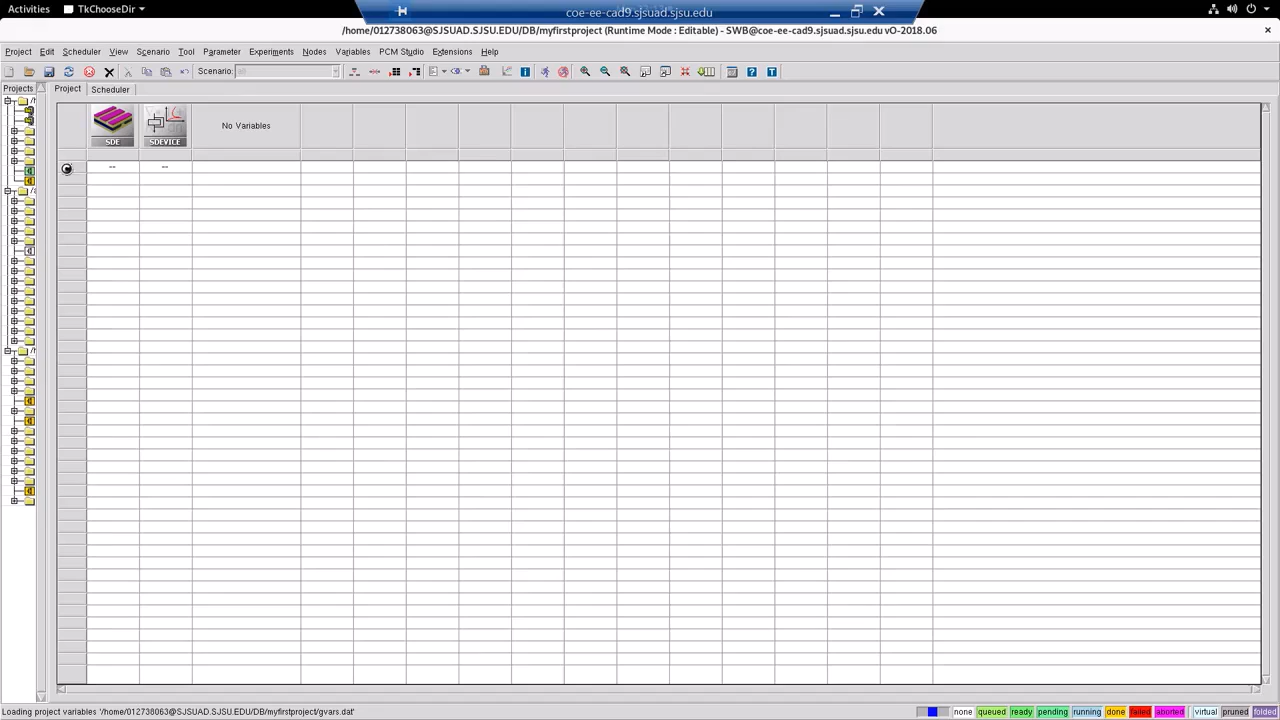 Activities TkChooseDir coe-ee-cad9.sjsuad.sjsu.edu
/home/012738063@SJSUAD.SJSU.EDU/DB/myfirstproject (Runtime Mode : Editable) - SWB@coe-ee-cad9.sjsuad.sjsu.edu vO-2018.06
Project Edit Scheduler View Scenario Tool Parameter Experiments Nodes Variables PCM Studio Extensions Help
Scenario: all
Projects Project Scheduler
SDE SDEVICE No Variables
-- --
Loading project variables '/home/012738063@SJSUAD.SJSU.EDU/DB/myfirstproject/gvars.dat' none queued ready pending running done failed aborted virtual pruned folded